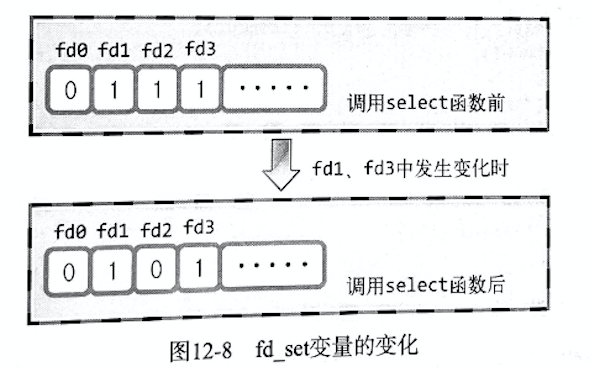 fd0 fd1 fd2 fd3
0 1 1 1 ·····
调用select函数前
fd1、fd3中发生变化时
fd0 fd1 fd2 fd3
0 1 0 1 ·····
调用select函数后
图12-8 fd_set变量的变化